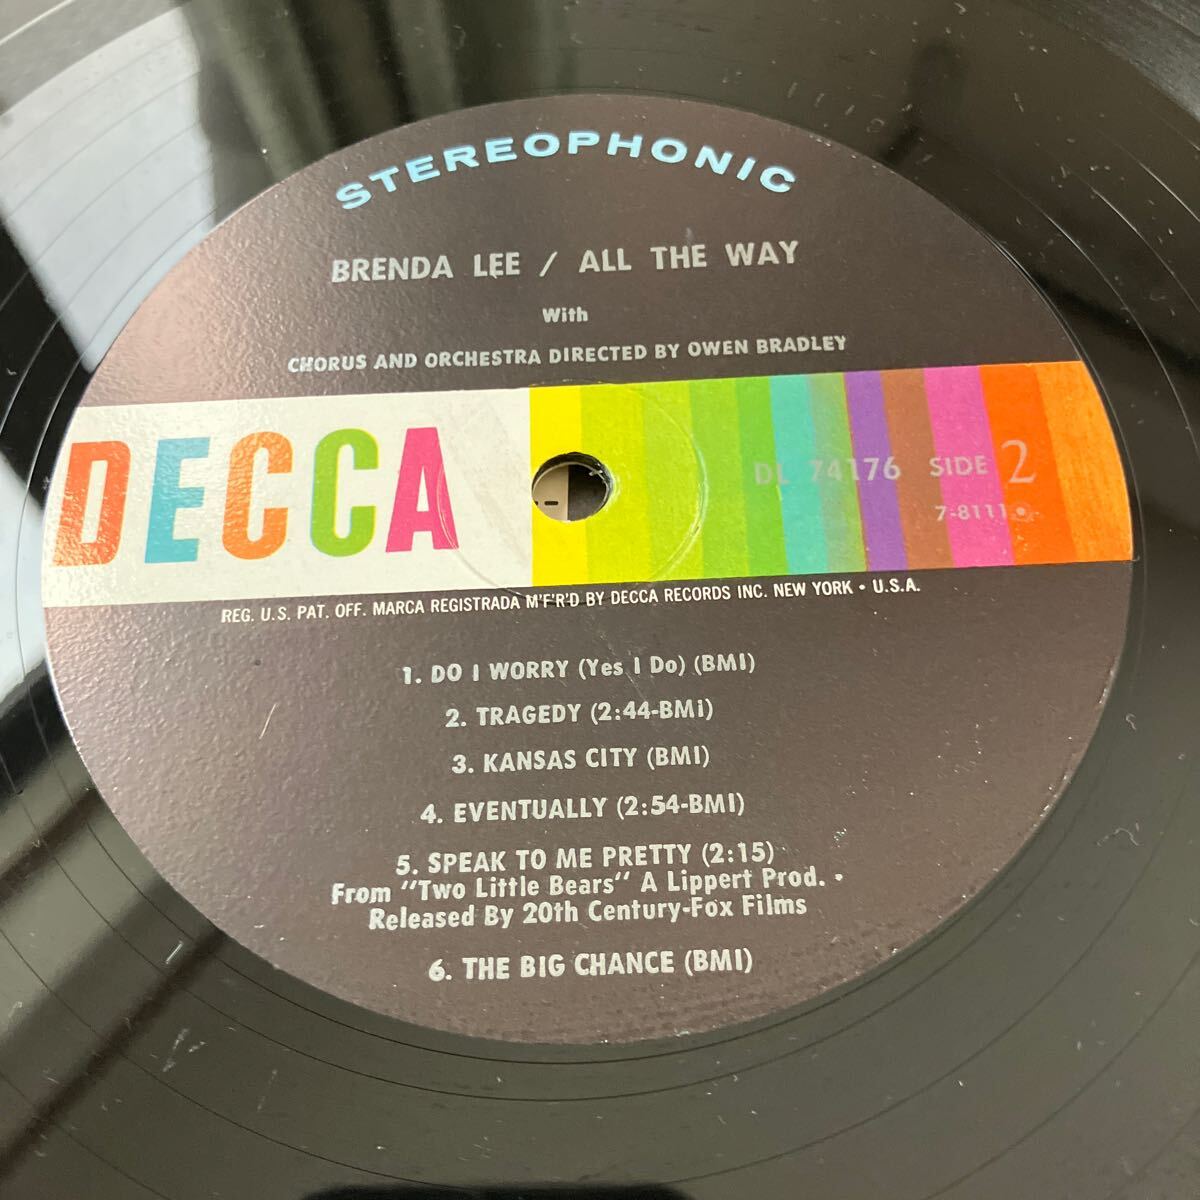 STEREOPHONIC
BRENDA LEE / ALL THE WAY
With
CHORUS AND ORCHESTRA DIRECTED BY OWEN BRADLEY
DECCA
DL 74176 SIDE 2
7-8111
REG. U.S. PAT. OFF. MARCA REGISTRADA M'F'R'D BY DECCA RECORDS INC. NEW YORK • U.S.A.
1. DO I WORRY (Yes I Do) (BMI)
2. TRAGEDY (2:44-BMI)
3. KANSAS CITY (BMI)
4. EVENTUALLY (2:54-BMI)
5. SPEAK TO ME PRETTY (2:15)
From "Two Little Bears" A Lippert Prod. •
Released By 20th Century-Fox Films
6. THE BIG CHANCE (BMI)